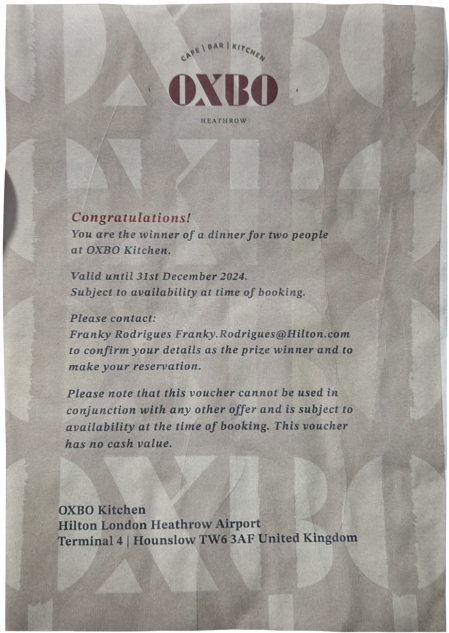 CAFE | BAR | KITCHEN
OXBO
HEATHROW
Congratulations!
You are the winner of a dinner for two people
at OXBO Kitchen.
Valid until 31st December 2024.
Subject to availability at time of booking.
Please contact:
Franky Rodrigues Franky.Rodrigues@Hilton.com
to confirm your details as the prize winner and to
make your reservation.
Please note that this voucher cannot be used in
conjunction with any other offer and is subject to
availability at the time of booking. This voucher
has no cash value.
OXBO Kitchen
Hilton London Heathrow Airport
Terminal 4 | Hounslow TW6 3AF United Kingdom